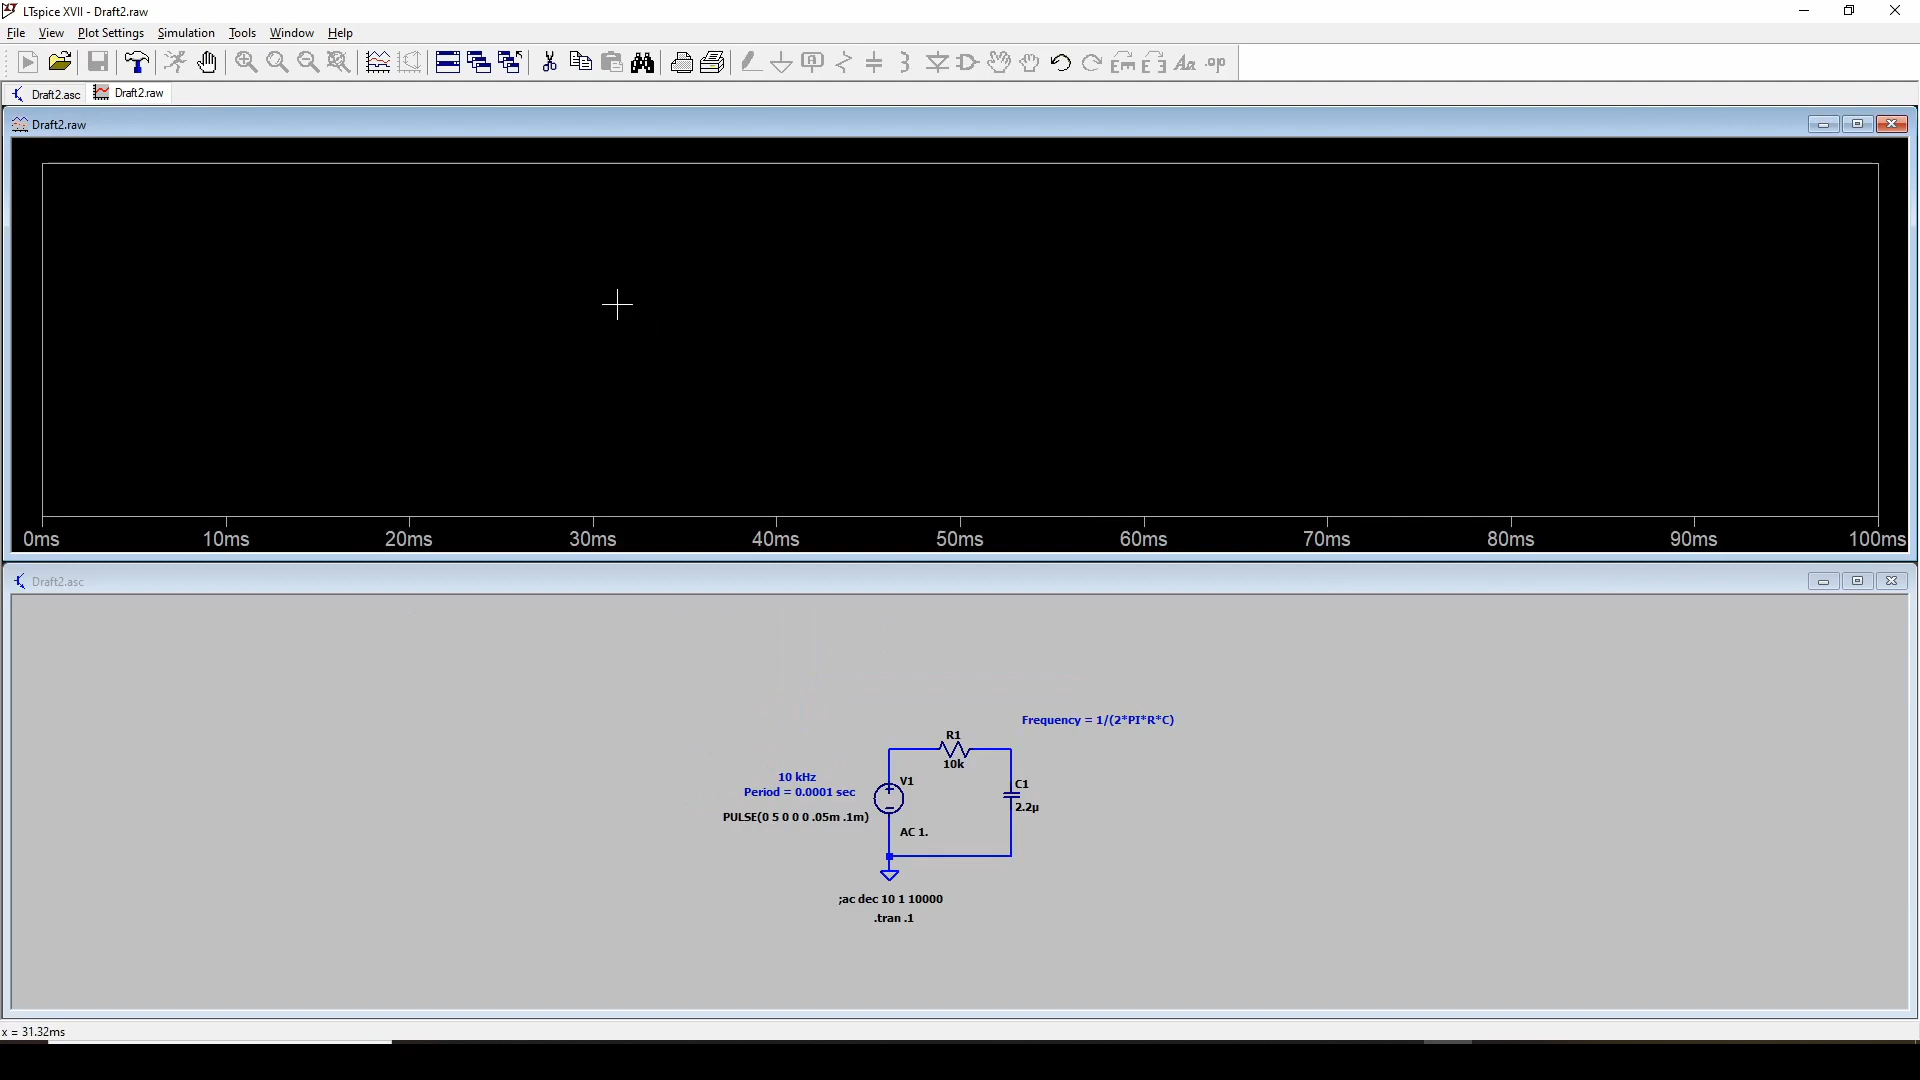 LTspice XVII - Draft2.raw
File View Plot Settings Simulation Tools Window Help
Draft2.asc Draft2.raw
Draft2.raw
0ms 10ms 20ms 30ms 40ms 50ms 60ms 70ms 80ms 90ms 100ms
Draft2.asc
Frequency = 1/(2*PI*R*C)
R1
10k
10 kHz
Period = 0.0001 sec
PULSE(0 5 0 0 0 .05m .1m)
V1
AC 1.
C1
2.2µ
;ac dec 10 1 10000
.tran .1
x = 31.32ms